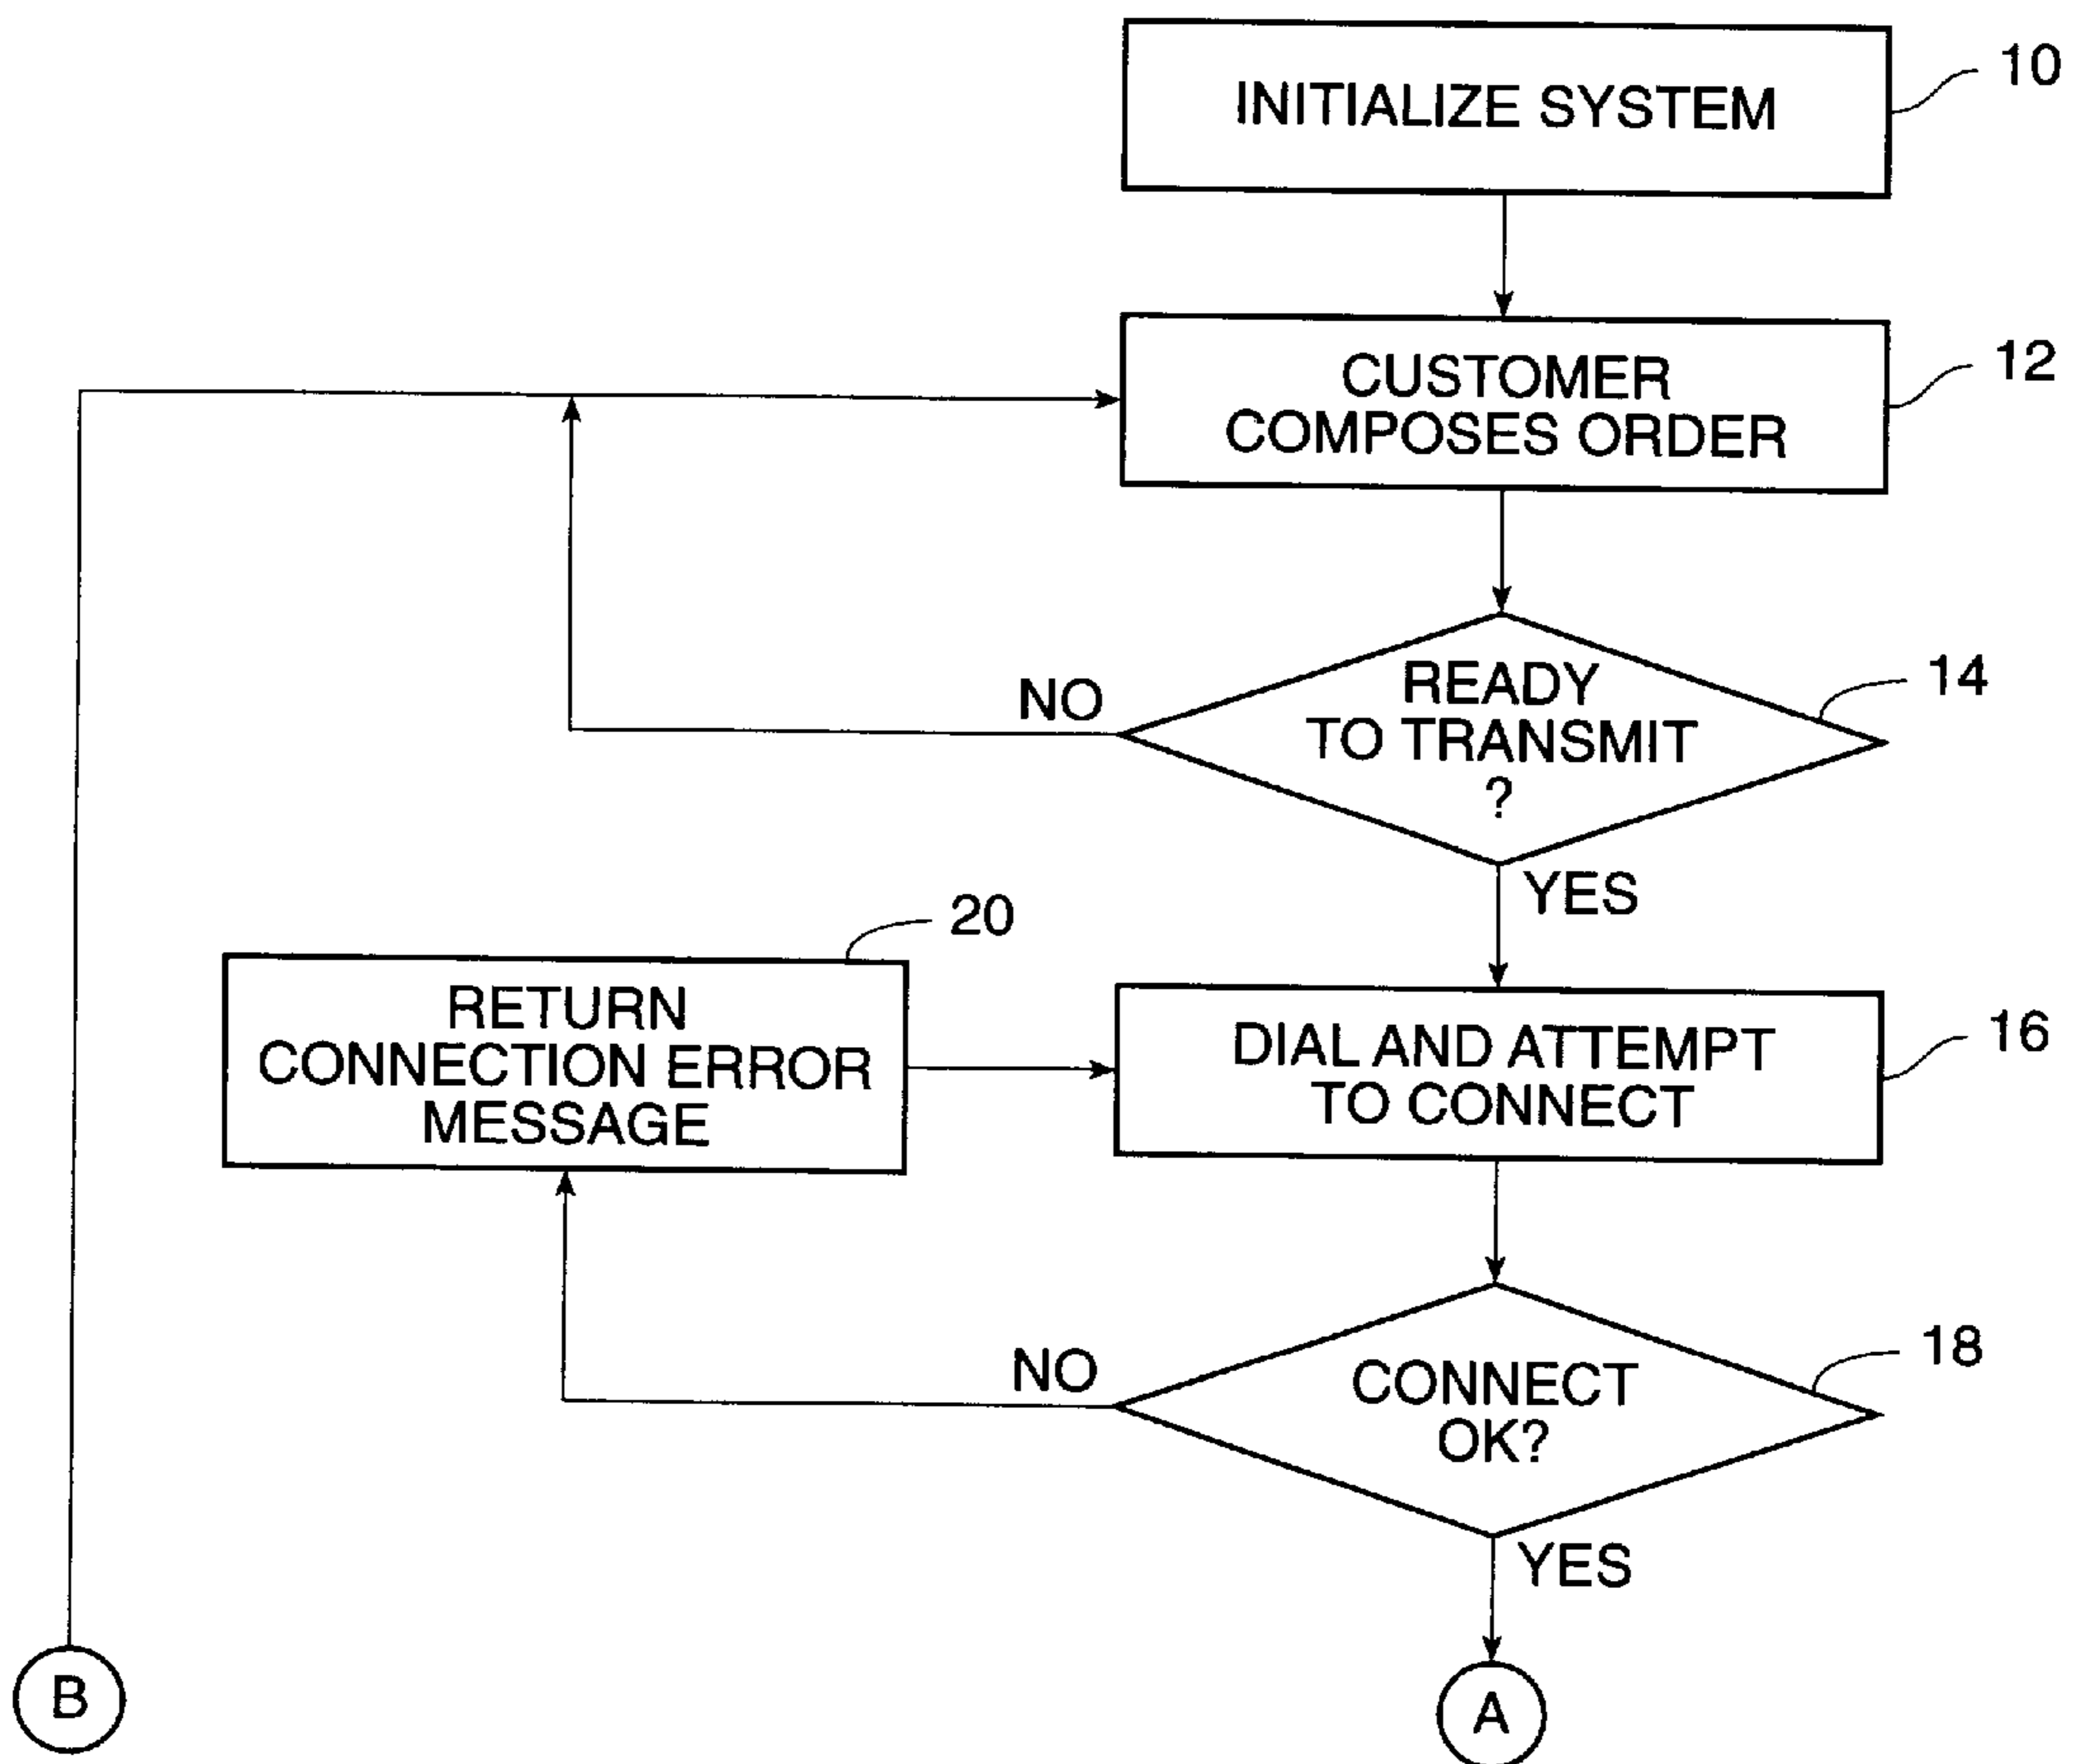 INITIALIZE SYSTEM
10
CUSTOMER
COMPOSES ORDER
12
READY
TO TRANSMIT
?
14
NO
YES
20
RETURN
CONNECTION ERROR
MESSAGE
DIAL AND ATTEMPT
TO CONNECT
16
CONNECT
OK?
18
NO
YES
B
A